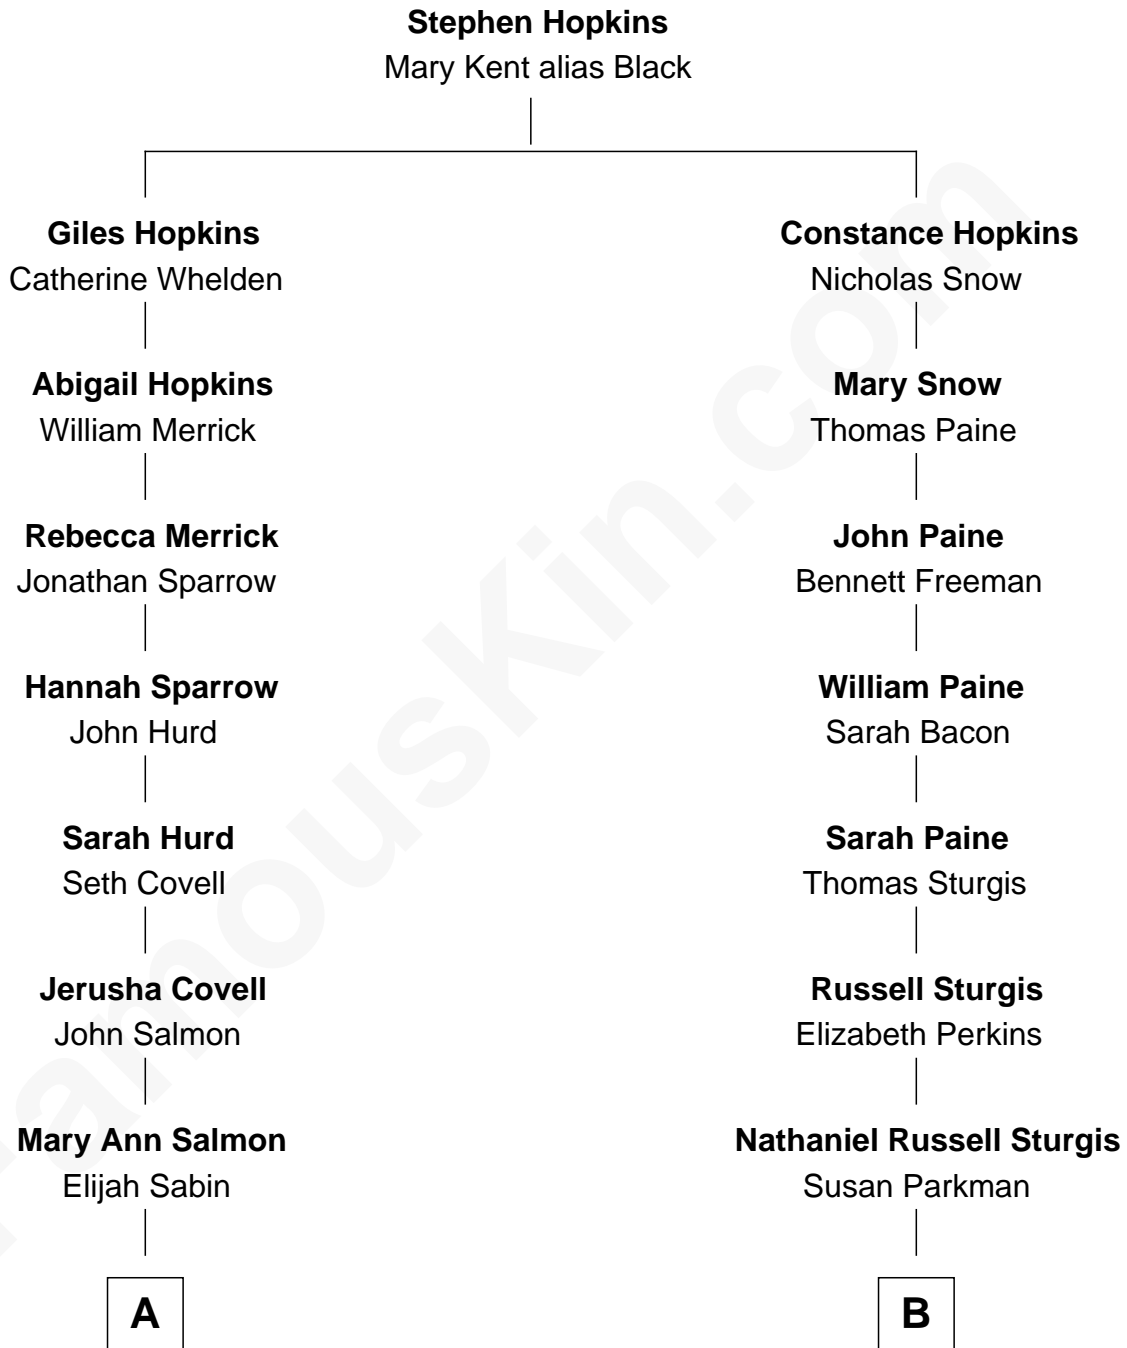 Stephen Hopkins
Mary Kent alias Black
Giles Hopkins
Catherine Whelden
Constance Hopkins
Nicholas Snow
Abigail Hopkins
William Merrick
Mary Snow
Thomas Paine
Rebecca Merrick
Jonathan Sparrow
John Paine
Bennett Freeman
Hannah Sparrow
John Hurd
William Paine
Sarah Bacon
Sarah Hurd
Seth Covell
Sarah Paine
Thomas Sturgis
Jerusha Covell
John Salmon
Russell Sturgis
Elizabeth Perkins
Mary Ann Salmon
Elijah Sabin
Nathaniel Russell Sturgis
Susan Parkman
A
B
FamousKin.com